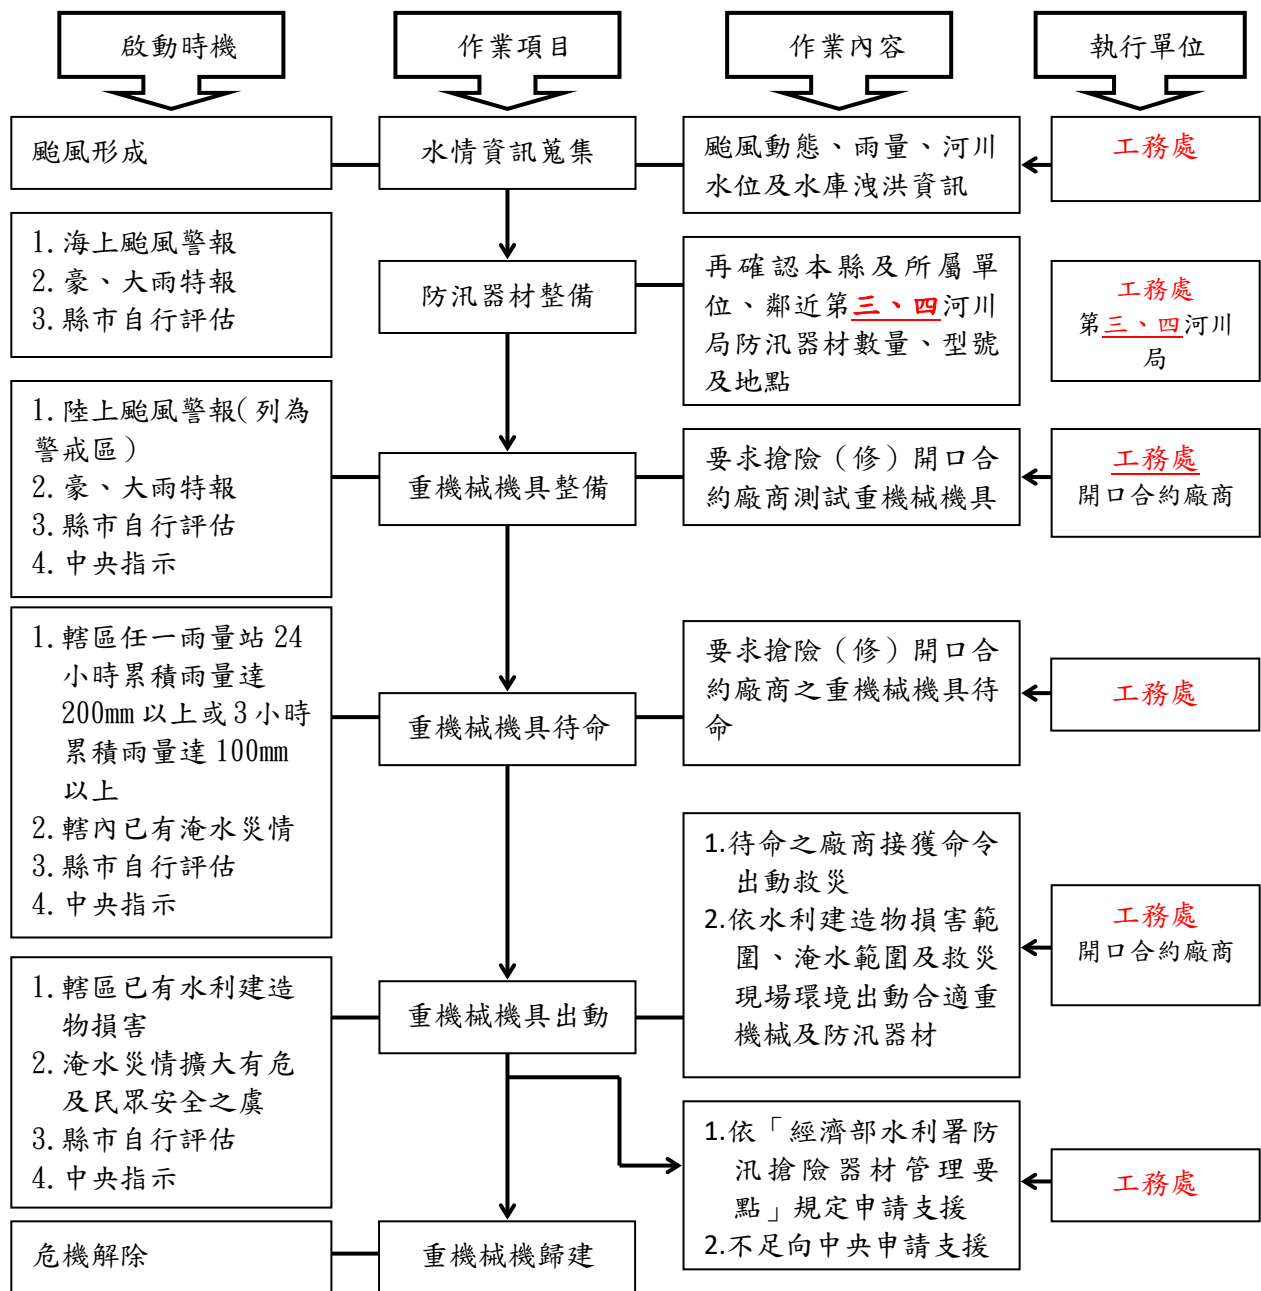 啟動時機
作業項目
作業內容
執行單位
颱風形成
水情資訊蒐集
颱風動態、雨量、河川
水位及水庫洩洪資訊
工務處
1.海上颱風警報
2.豪、大雨特報
3.縣市自行評估
防汛器材整備
再確認本縣及所屬單
位、鄰近第三、四河川
局防汛器材數量、型號
及地點
工務處
第三、四河川
局
1.陸上颱風警報(列為
警戒區)
2.豪、大雨特報
3.縣市自行評估
4.中央指示
重機械機具整備
要求搶險（修）開口合
約廠商測試重機械機具
工務處
開口合約廠商
1.轄區任一雨量站 24
小時累積雨量達
200mm 以上或 3 小時
累積雨量達 100mm
以上
2.轄內已有淹水災情
3.縣市自行評估
4.中央指示
重機械機具待命
要求搶險（修）開口合
約廠商之重機械機具待
命
工務處
1.轄區已有水利建造
物損害
2.淹水災情擴大有危
及民眾安全之虞
3.縣市自行評估
4.中央指示
重機械機具出動
1.待命之廠商接獲命令
出動救災
2.依水利建造物損害範
圍、淹水範圍及救災
現場環境出動合適重
機械及防汛器材
工務處
開口合約廠商
1.依「經濟部水利署防
汛搶險器材管理要
點」規定申請支援
2.不足向中央申請支援
工務處
危機解除
重機械機歸建